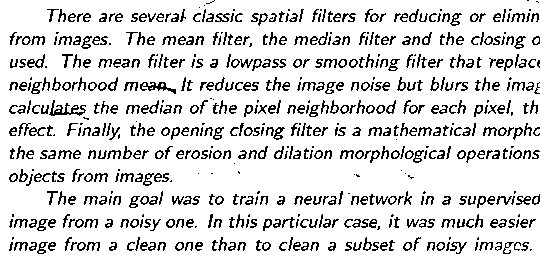 There are several classic spatial filters for reducing or elimin
from images. The mean filter, the median filter and the closing o
used. The mean filter is a lowpass or smoothing filter that replace
neighborhood mean. It reduces the image noise but blurs the imag
calculates the median of the pixel neighborhood for each pixel, th
effect. Finally, the opening closing filter is a mathematical morpho
the same number of erosion and dilation morphological operations
objects from images.
The main goal was to train a neural network in a supervised
image from a noisy one. In this particular case, it was much easier
image from a clean one than to clean a subset of noisy images.